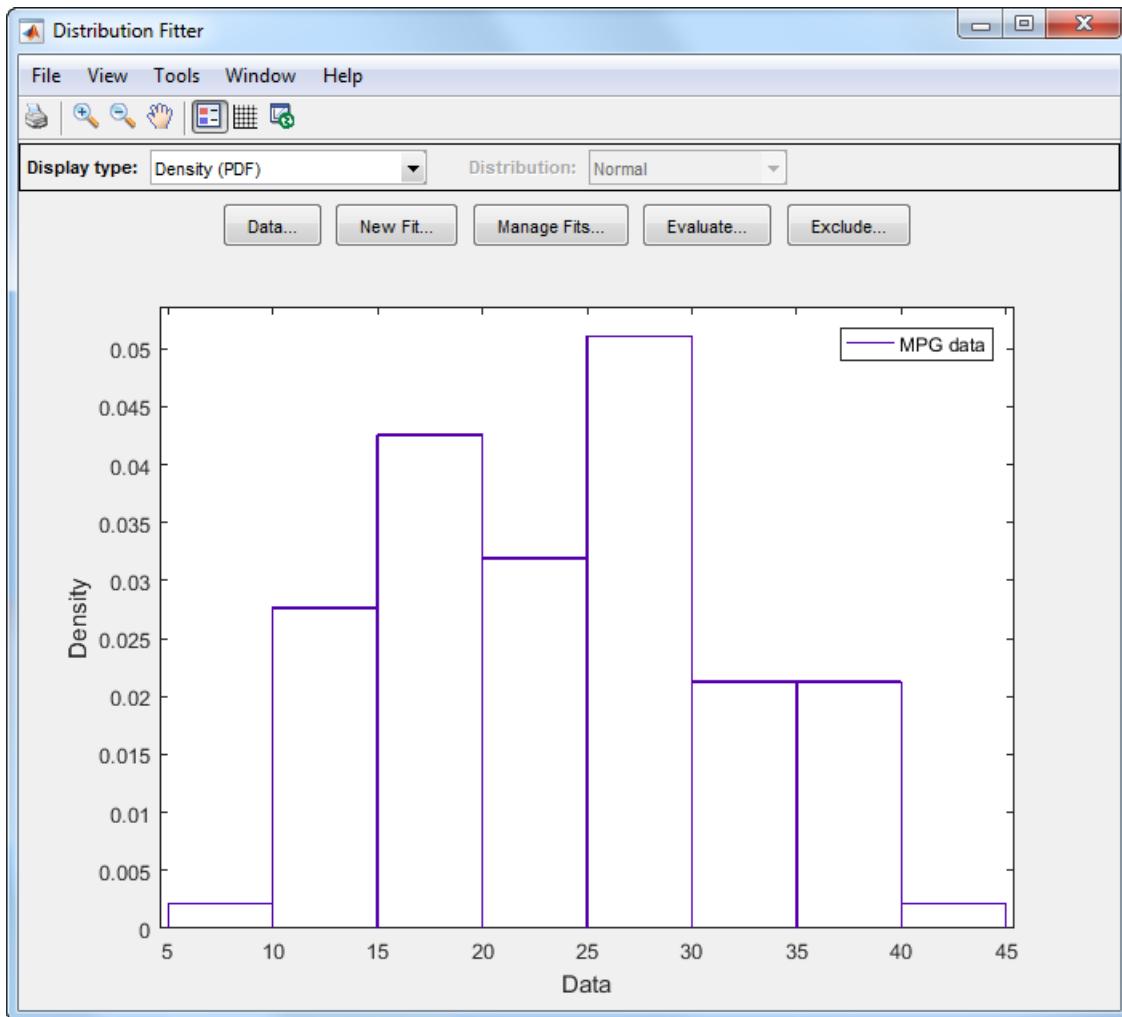 Distribution Fitter
File View Tools Window Help
Display type: Density (PDF) Distribution: Normal
Data... New Fit... Manage Fits... Evaluate... Exclude...
MPG data
0.05
0.045
0.04
0.035
0.03
0.025
0.02
0.015
0.01
0.005
0
Density
5 10 15 20 25 30 35 40 45
Data